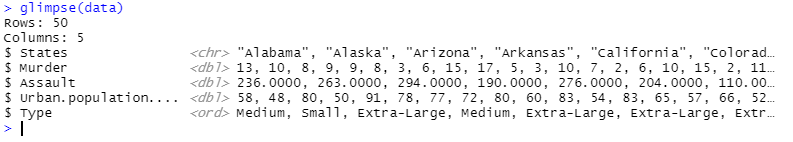 > glimpse(data)
Rows: 50
Columns: 5
$ States <chr> "Alabama", "Alaska", "Arizona", "Arkansas", "California", "Colorad…
$ Murder <dbl> 13, 10, 8, 9, 9, 8, 3, 6, 15, 17, 5, 3, 10, 7, 2, 6, 10, 15, 2, 11…
$ Assault <dbl> 236.0000, 263.0000, 294.0000, 190.0000, 276.0000, 204.0000, 110.00…
$ Urban.population.... <dbl> 58, 48, 80, 50, 91, 78, 77, 72, 80, 60, 83, 54, 83, 65, 57, 66, 52…
$ Type <ord> Medium, Small, Extra-Large, Medium, Extra-Large, Extra-Large, Extr…
>